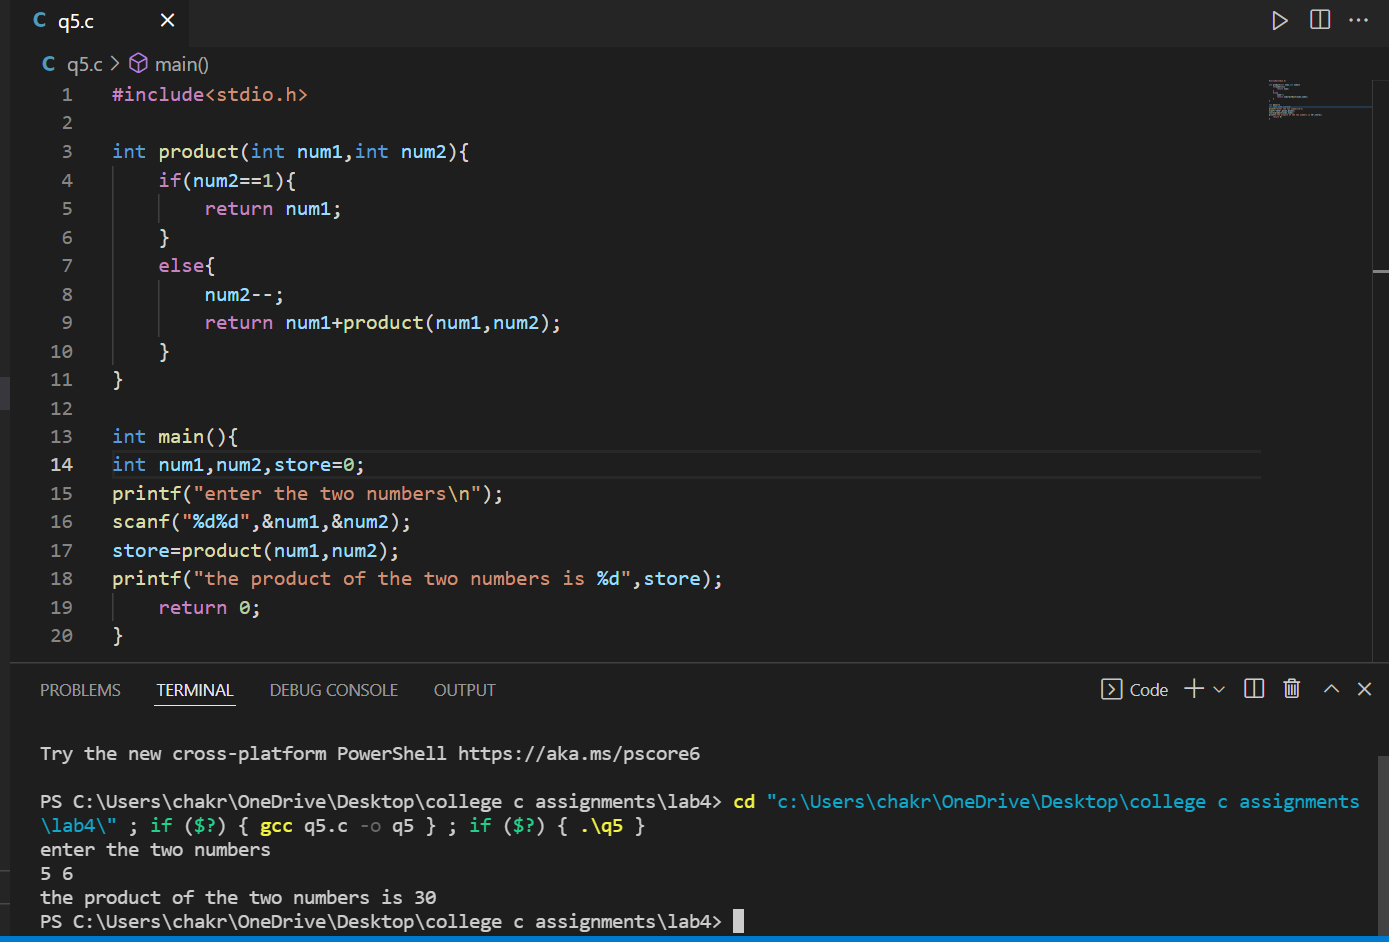 q5.c
q5.c > main()
1 #include<stdio.h>
2
3 int product(int num1,int num2){
4     if(num2==1){
5         return num1;
6     }
7     else{
8         num2--;
9         return num1+product(num1,num2);
10     }
11 }
12
13 int main(){
14 int num1,num2,store=0;
15 printf("enter the two numbers\n");
16 scanf("%d%d",&num1,&num2);
17 store=product(num1,num2);
18 printf("the product of the two numbers is %d",store);
19     return 0;
20 }
PROBLEMS TERMINAL DEBUG CONSOLE OUTPUT Code
Try the new cross-platform PowerShell https://aka.ms/pscore6
PS C:\Users\chakr\OneDrive\Desktop\college c assignments\lab4> cd "c:\Users\chakr\OneDrive\Desktop\college c assignments
\lab4\" ; if ($?) { gcc q5.c -o q5 } ; if ($?) { .\q5 }
enter the two numbers
5 6
the product of the two numbers is 30
PS C:\Users\chakr\OneDrive\Desktop\college c assignments\lab4>